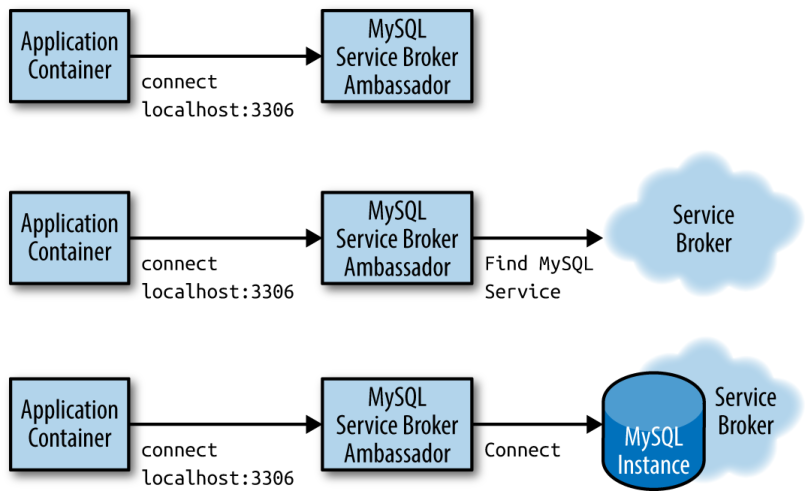 Application
Container
connect
localhost:3306
MySQL
Service Broker
Ambassador
Application
Container
connect
localhost:3306
MySQL
Service Broker
Ambassador
Find MySQL
Service
Service
Broker
Application
Container
connect
localhost:3306
MySQL
Service Broker
Ambassador
Connect
MySQL
Instance
Service
Broker